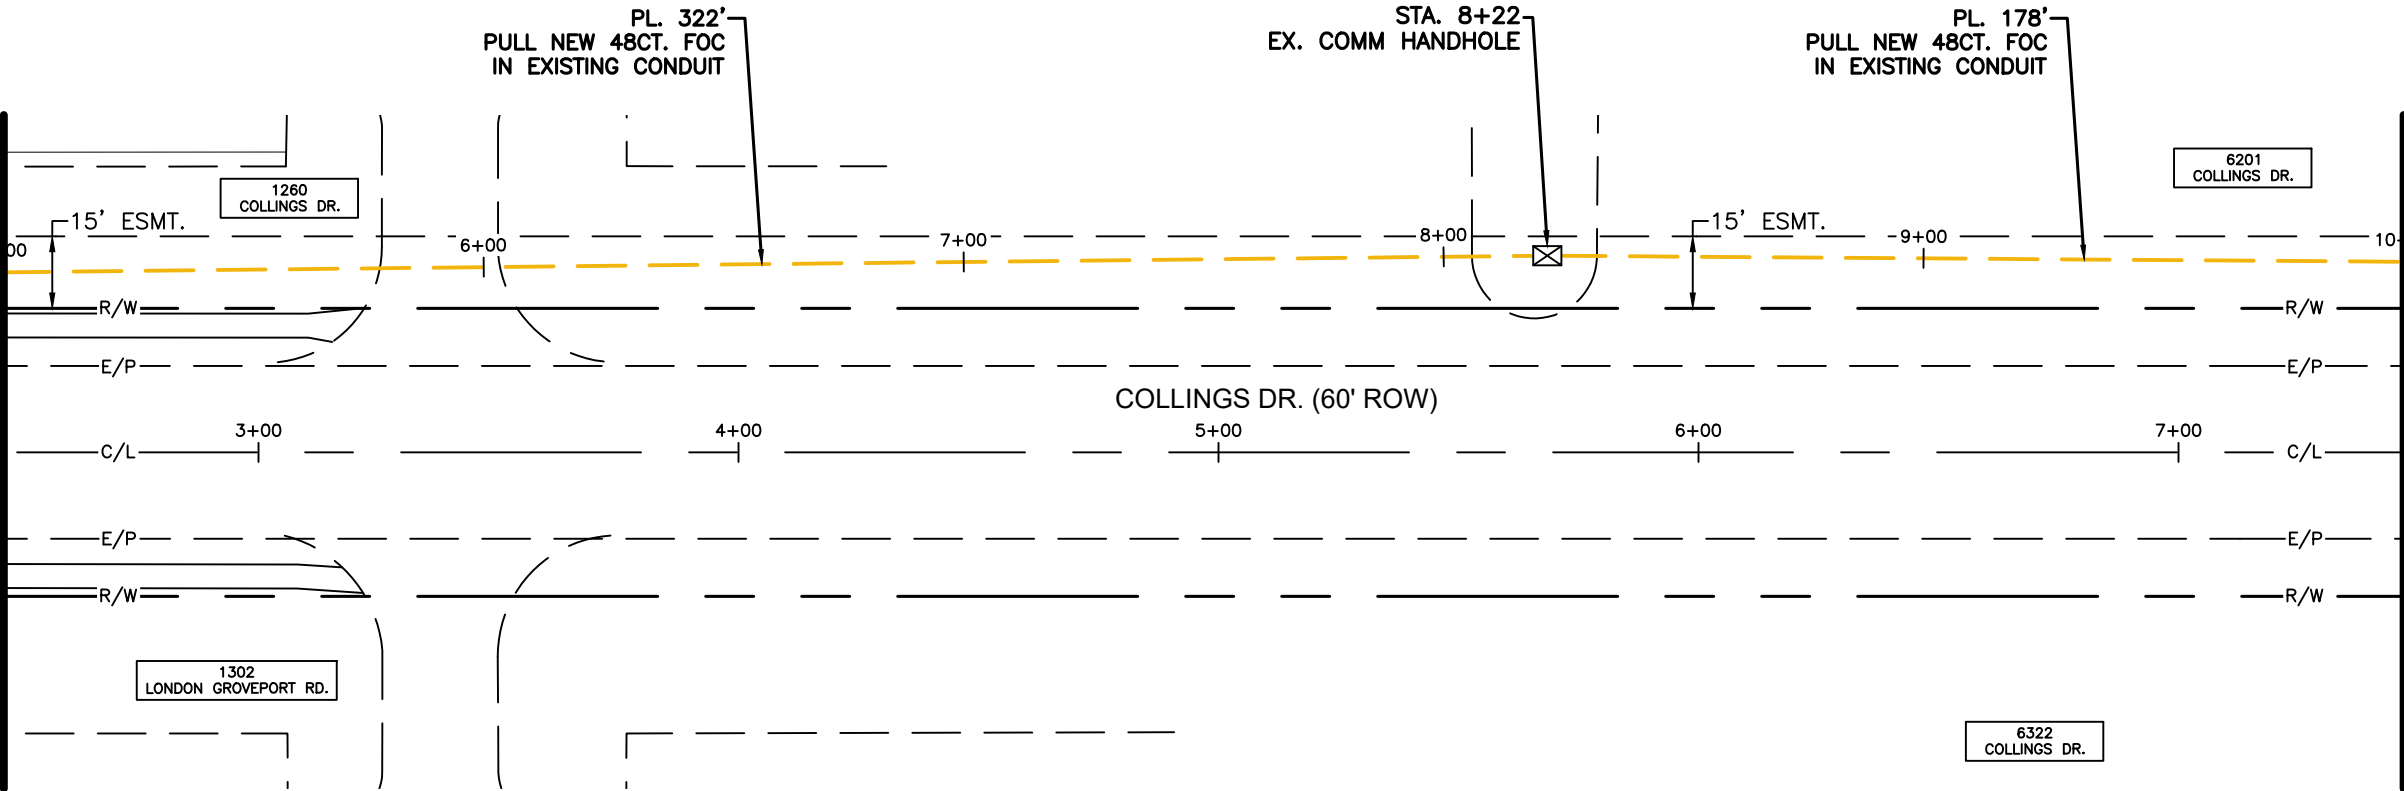 PL. 322'
PULL NEW 48CT. FOC
IN EXISTING CONDUIT
STA. 8+22
EX. COMM HANDHOLE
PL. 178'
PULL NEW 48CT. FOC
IN EXISTING CONDUIT
1260
COLLINGS DR.
6201
COLLINGS DR.
15' ESMT.
15' ESMT.
00
6+00
7+00
8+00
9+00
10+
R/W
R/W
E/P
E/P
COLLINGS DR. (60' ROW)
3+00
4+00
5+00
6+00
7+00
C/L
C/L
E/P
E/P
R/W
R/W
1302
LONDON GROVEPORT RD.
6322
COLLINGS DR.